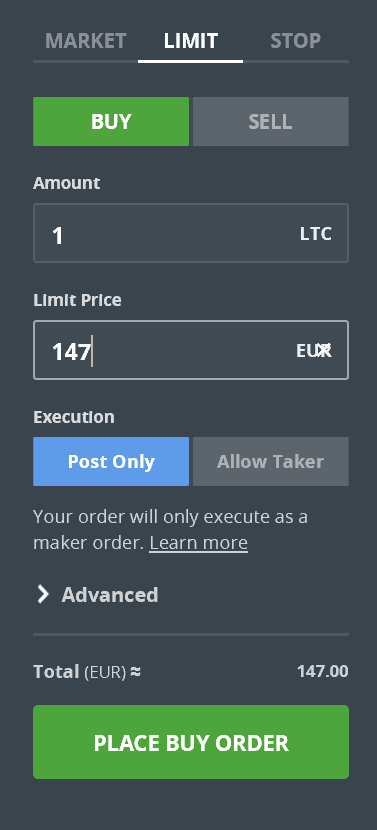 MARKET LIMIT STOP
BUY SELL
Amount
1 LTC
Limit Price
147 EUR
Execution
Post Only Allow Taker
Your order will only execute as a
maker order. Learn more
Advanced
Total (EUR) ≈ 147.00
PLACE BUY ORDER